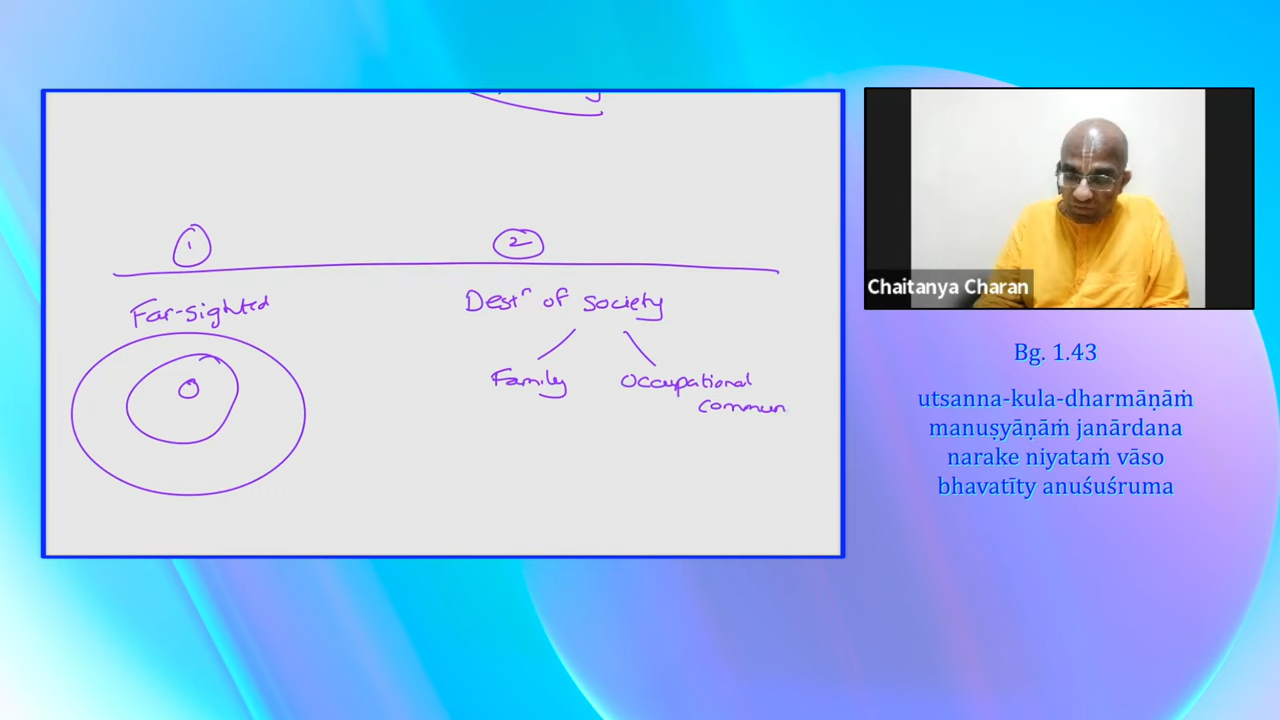 1
2
Far-sighted
Destⁿ of society
Family
Occupational
commun
Chaitanya Charan
Bg. 1.43
utsanna-kula-dharmāṇāṁ
manuṣyāṇāṁ janārdana
narake niyataṁ vāso
bhavatīty anuśuśruma